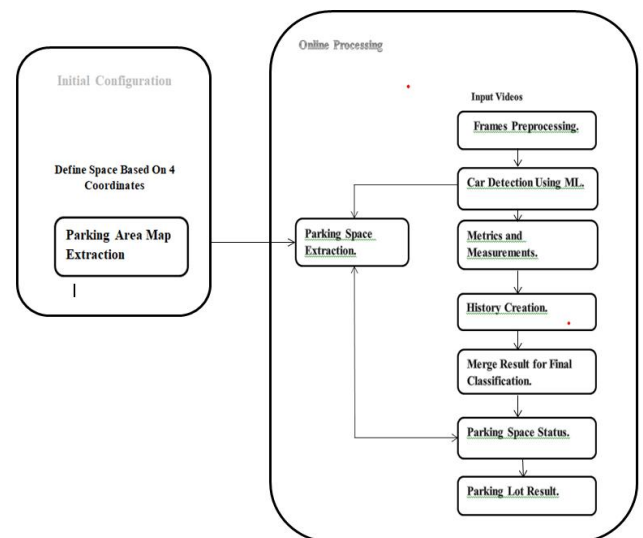 Initial Configuration
Define Space Based On 4
Coordinates
Parking Area Map
Extraction
Online Processing
Input Videos
Frames Preprocessing.
Car Detection Using ML.
Parking Space
Extraction.
Metrics and
Measurements.
History Creation.
Merge Result for Final
Classification.
Parking Space Status.
Parking Lot Result.